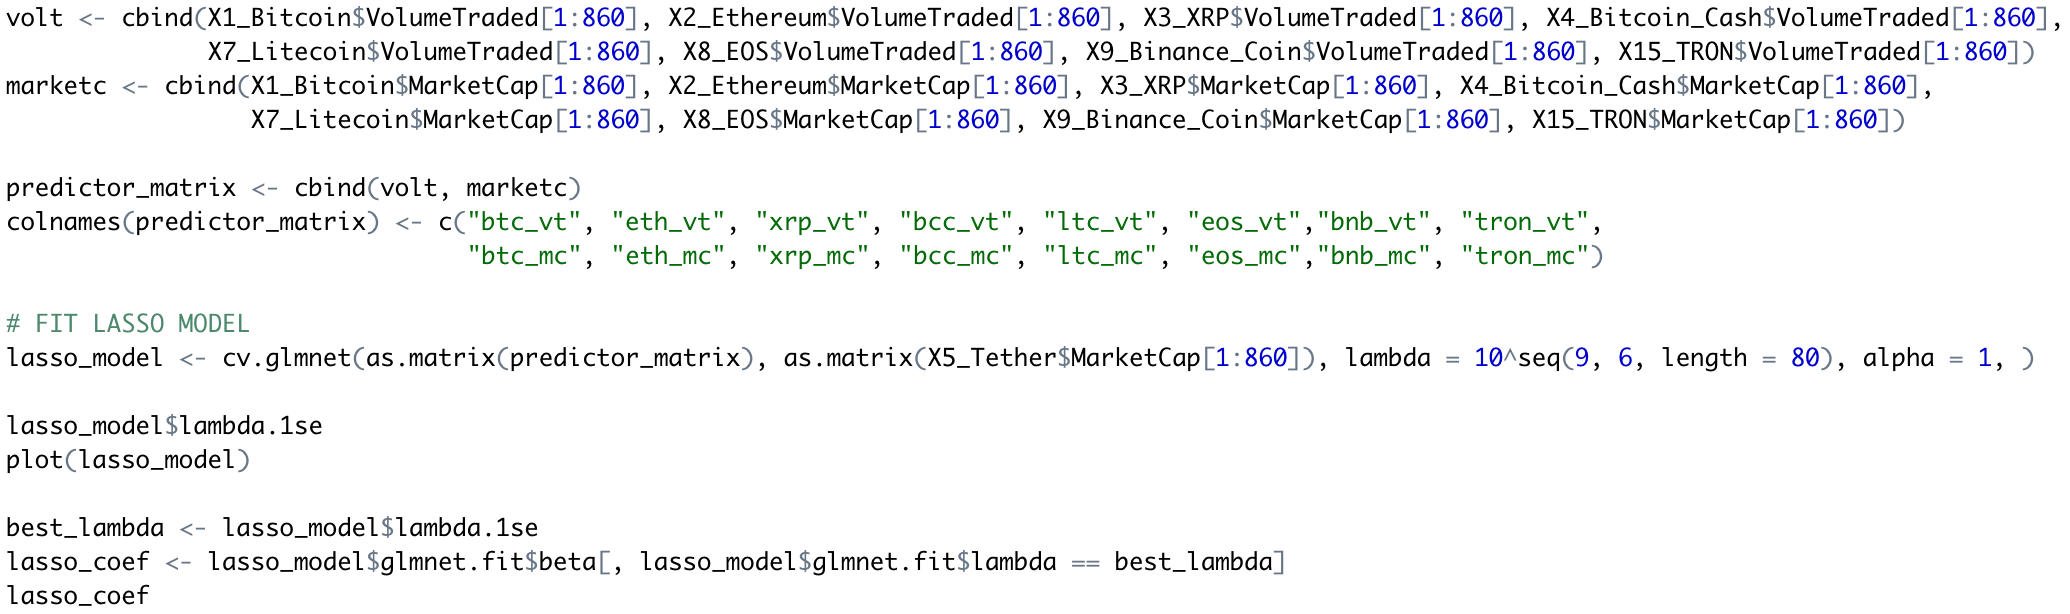 volt <- cbind(X1_Bitcoin$VolumeTraded[1:860], X2_Ethereum$VolumeTraded[1:860], X3_XRP$VolumeTraded[1:860], X4_Bitcoin_Cash$VolumeTraded[1:860],
X7_Litecoin$VolumeTraded[1:860], X8_EOS$VolumeTraded[1:860], X9_Binance_Coin$VolumeTraded[1:860], X15_TRON$VolumeTraded[1:860])
marketc <- cbind(X1_Bitcoin$MarketCap[1:860], X2_Ethereum$MarketCap[1:860], X3_XRP$MarketCap[1:860], X4_Bitcoin_Cash$MarketCap[1:860],
X7_Litecoin$MarketCap[1:860], X8_EOS$MarketCap[1:860], X9_Binance_Coin$MarketCap[1:860], X15_TRON$MarketCap[1:860])
predictor_matrix <- cbind(volt, marketc)
colnames(predictor_matrix) <- c("btc_vt", "eth_vt", "xrp_vt", "bcc_vt", "ltc_vt", "eos_vt","bnb_vt", "tron_vt",
"btc_mc", "eth_mc", "xrp_mc", "bcc_mc", "ltc_mc", "eos_mc","bnb_mc", "tron_mc")
# FIT LASSO MODEL
lasso_model <- cv.glmnet(as.matrix(predictor_matrix), as.matrix(X5_Tether$MarketCap[1:860]), lambda = 10^seq(9, 6, length = 80), alpha = 1, )
lasso_model$lambda.1se
plot(lasso_model)
best_lambda <- lasso_model$lambda.1se
lasso_coef <- lasso_model$glmnet.fit$beta[, lasso_model$glmnet.fit$lambda == best_lambda]
lasso_coef